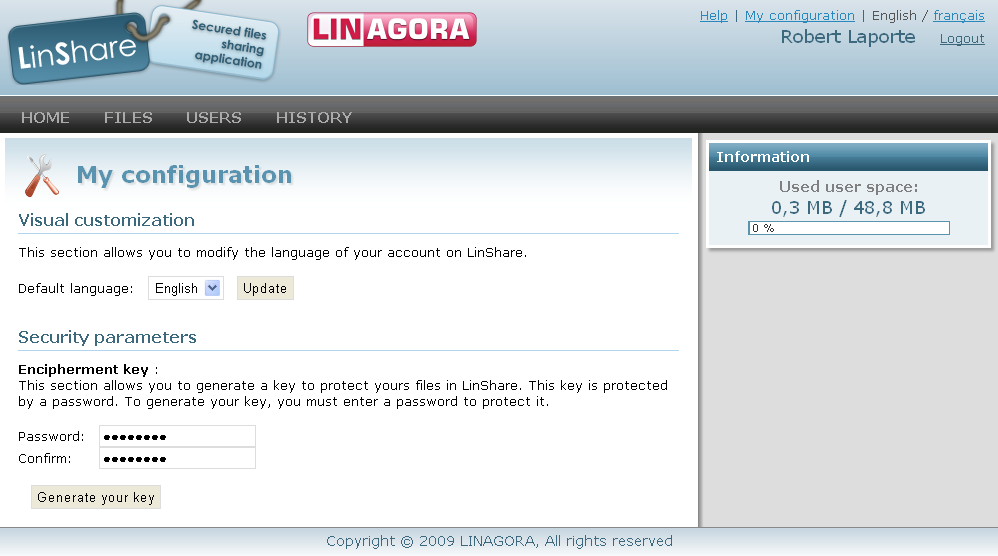 LinShare
Secured files
sharing
application
LINAGORA
Help | My configuration | English / français
Robert Laporte Logout
HOME FILES USERS HISTORY
My configuration
Visual customization
This section allows you to modify the language of your account on LinShare.
Default language: English Update
Security parameters
Encipherment key :
This section allows you to generate a key to protect yours files in LinShare. This key is protected
by a password. To generate your key, you must enter a password to protect it.
Password: ●●●●●●●●
Confirm: ●●●●●●●●
Generate your key
Information
Used user space:
0,3 MB / 48,8 MB
0 %
Copyright © 2009 LINAGORA, All rights reserved